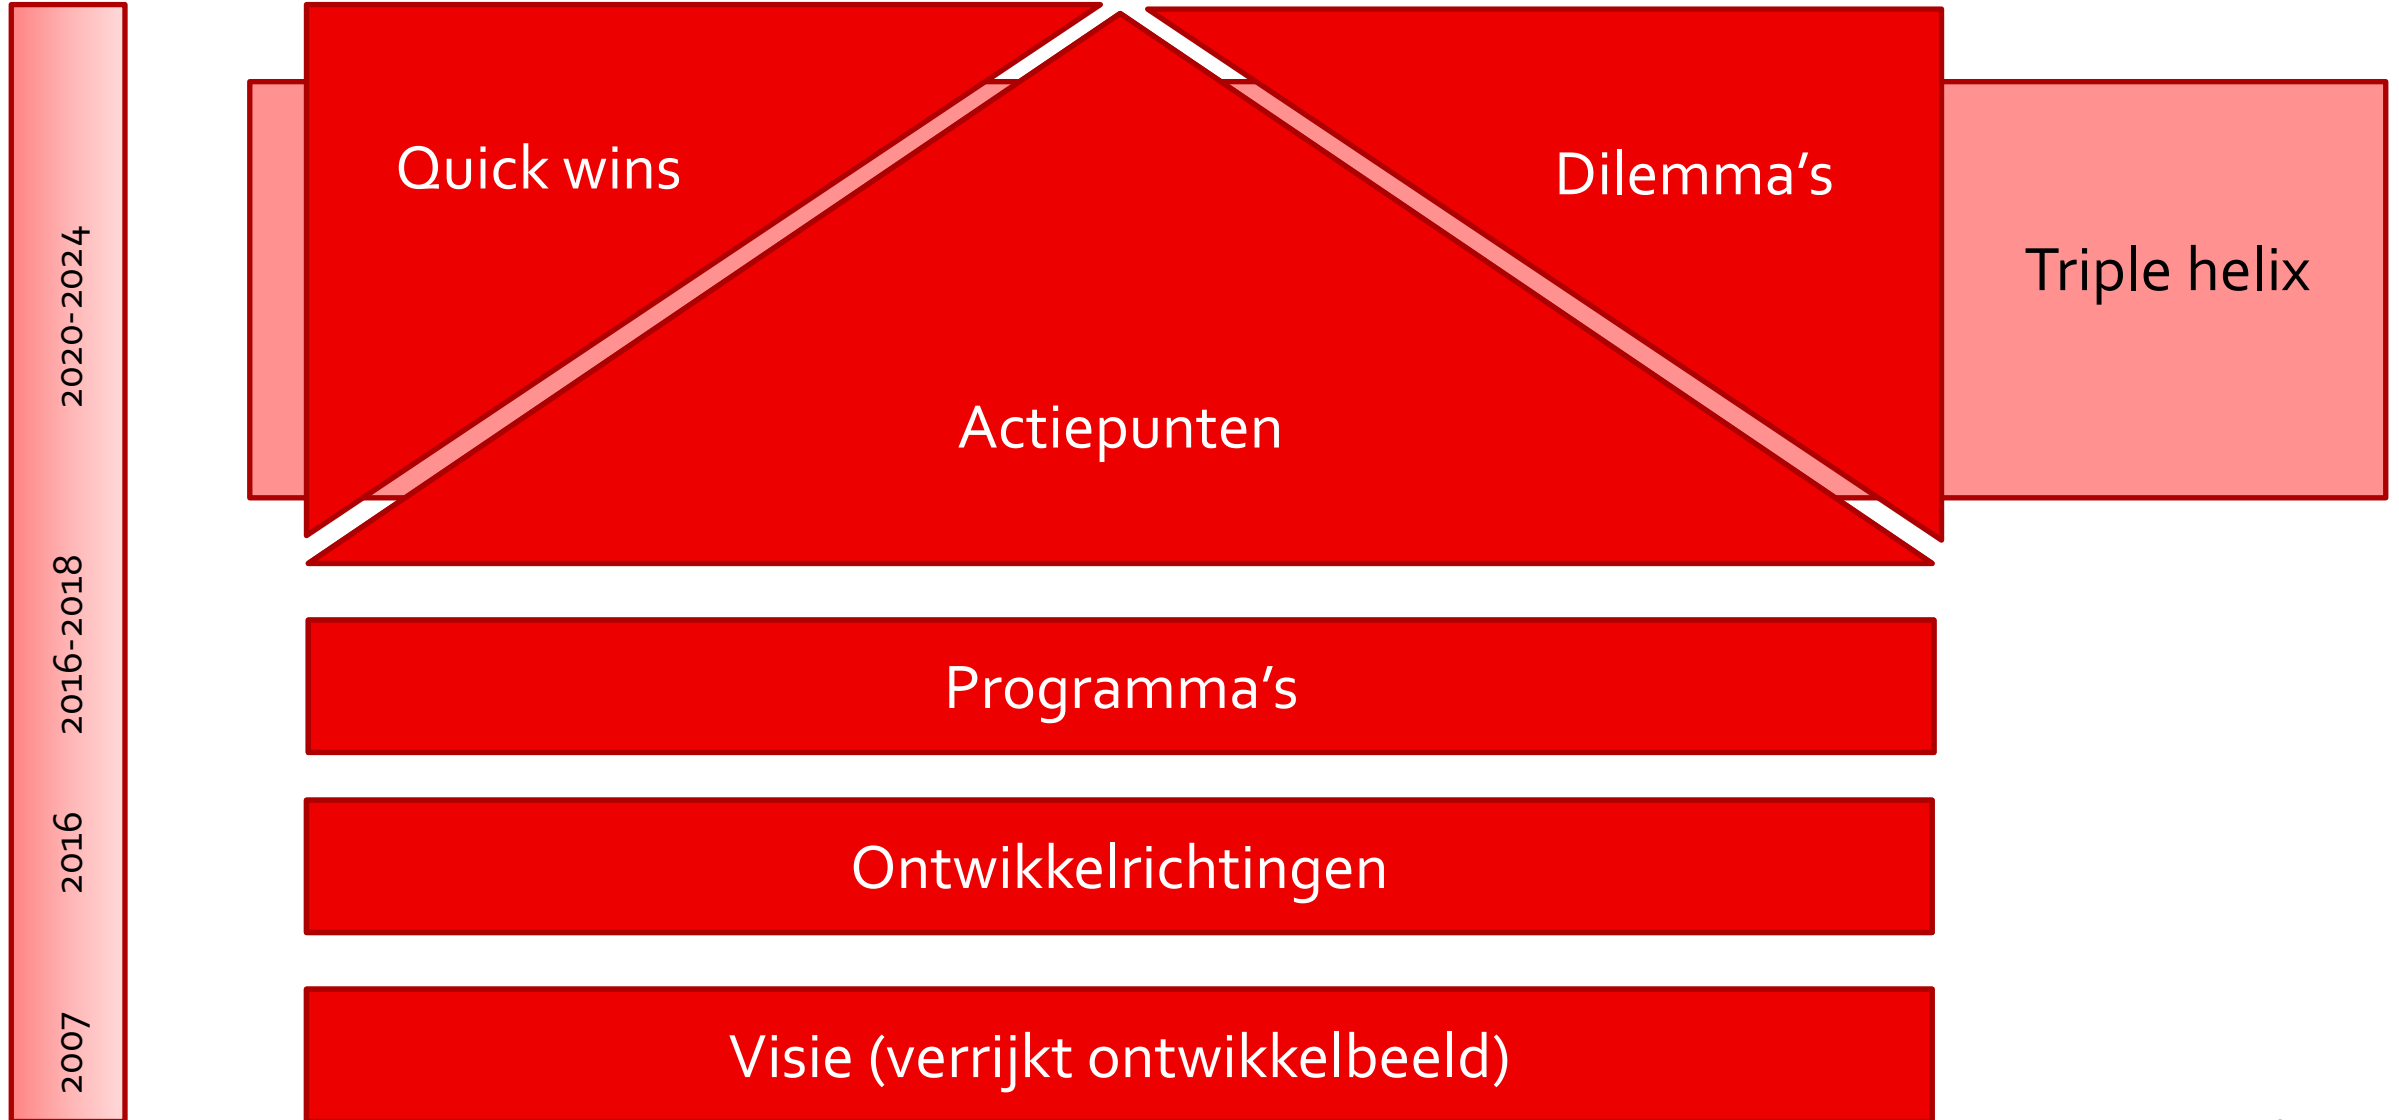 Quick wins
Dilemma’s
2020-2024
Triple helix
Actiepunten
2016-2018
Programma’s
2016
Ontwikkelrichtingen
2007
Visie (verrijkt ontwikkelbeeld)